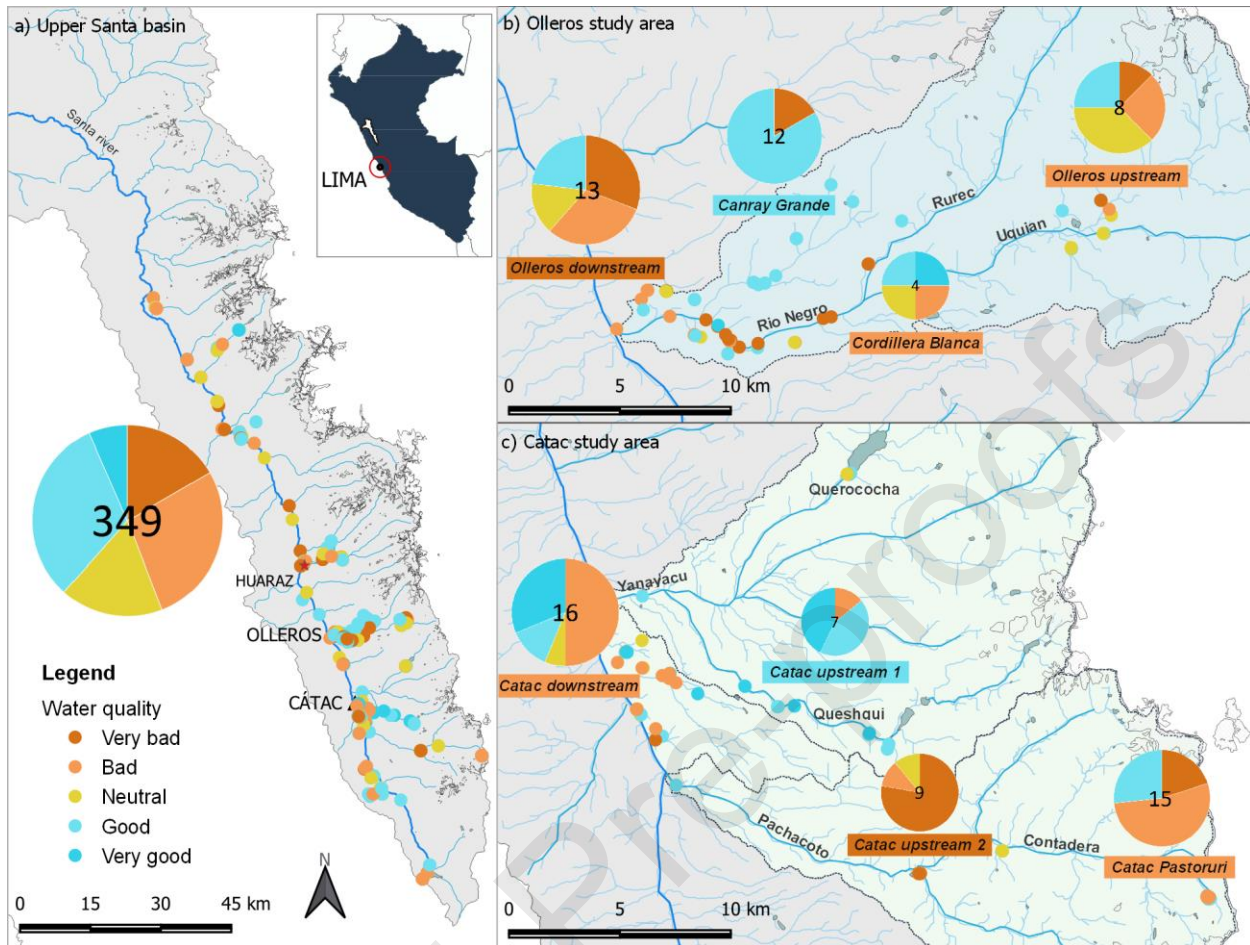 a) Upper Santa basin
Santa river
LIMA
349
HUARAZ
OLLEROS
CÁTAC
Legend
Water quality
Very bad
Bad
Neutral
Good
Very good
N
0 15 30 45 km
b) Olleros study area
13
Olleros downstream
12
Canray Grande
8
Olleros upstream
Rurec
Uquian
4
Cordillera Blanca
Rio Negro
0 5 10 km
c) Catac study area
Querococha
Yanayacu
16
Catac downstream
7
Catac upstream 1
Queshqui
9
Catac upstream 2
15
Catac Pastoruri
Pachacoto
Contadera
0 5 10 km
Pre-proofs